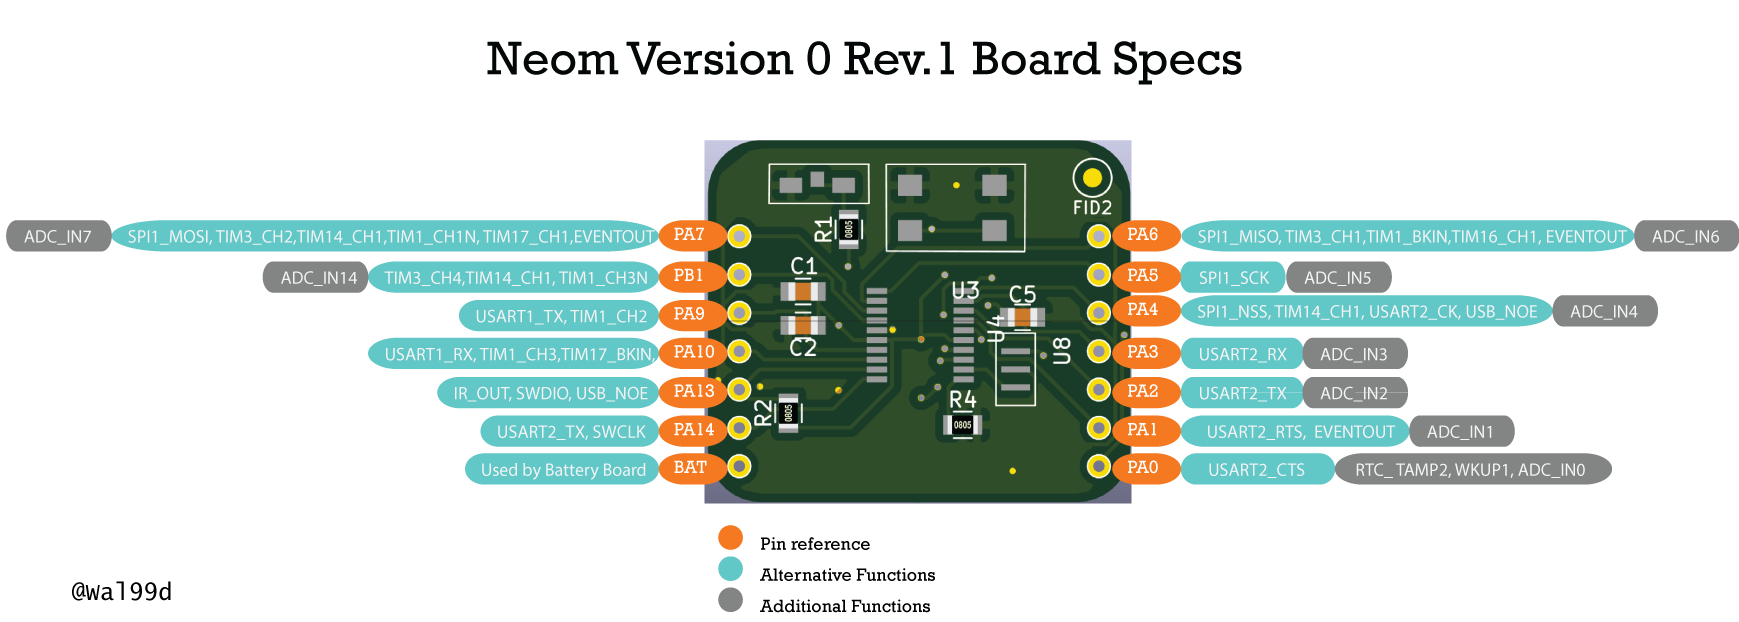 Neom Version 0 Rev.1 Board Specs
FID2
R1
ADC_IN7 SPI1_MOSI, TIM3_CH2,TIM14_CH1,TIM1_CH1N, TIM17_CH1,EVENTOUT PA7 0805 PA6 SPI1_MISO, TIM3_CH1,TIM1_BKIN,TIM16_CH1, EVENTOUT ADC_IN6
C1
ADC_IN14 TIM3_CH4,TIM14_CH1, TIM1_CH3N PB1 PA5 SPI1_SCK ADC_IN5
U3 C5
USART1_TX, TIM1_CH2 PA9 PA4 SPI1_NSS, TIM14_CH1, USART2_CK, USB_NOE ADC_IN4
U4
C2 U8
USART1_RX, TIM1_CH3,TIM17_BKIN, PA10 PA3 USART2_RX ADC_IN3
IR_OUT, SWDIO, USB_NOE PA13 PA2 USART2_TX ADC_IN2
R2 0805 R4
USART2_TX, SWCLK PA14 0805 PA1 USART2_RTS, EVENTOUT ADC_IN1
Used by Battery Board BAT PA0 USART2_CTS RTC_TAMP2, WKUP1, ADC_IN0
Pin reference
Alternative Functions
Additional Functions
@wal99d